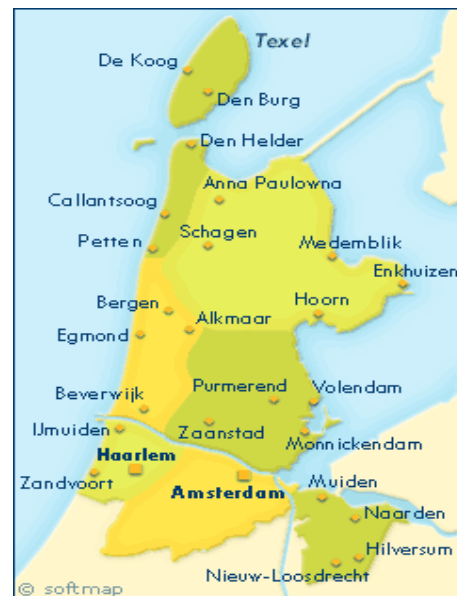 Texel
De Koog
Den Burg
Den Helder
Anna Paulowna
Callantsoog
Schagen
Petten
Medemblik
Enkhuizen
Bergen
Hoorn
Alkmaar
Egmond
Purmerend
Volendam
Beverwijk
IJmuiden
Zaanstad
Monnickendam
Haarlem
Zandvoort
Muiden
Amsterdam
Naarden
Hilversum
Nieuw-Loosdrecht
© softmap